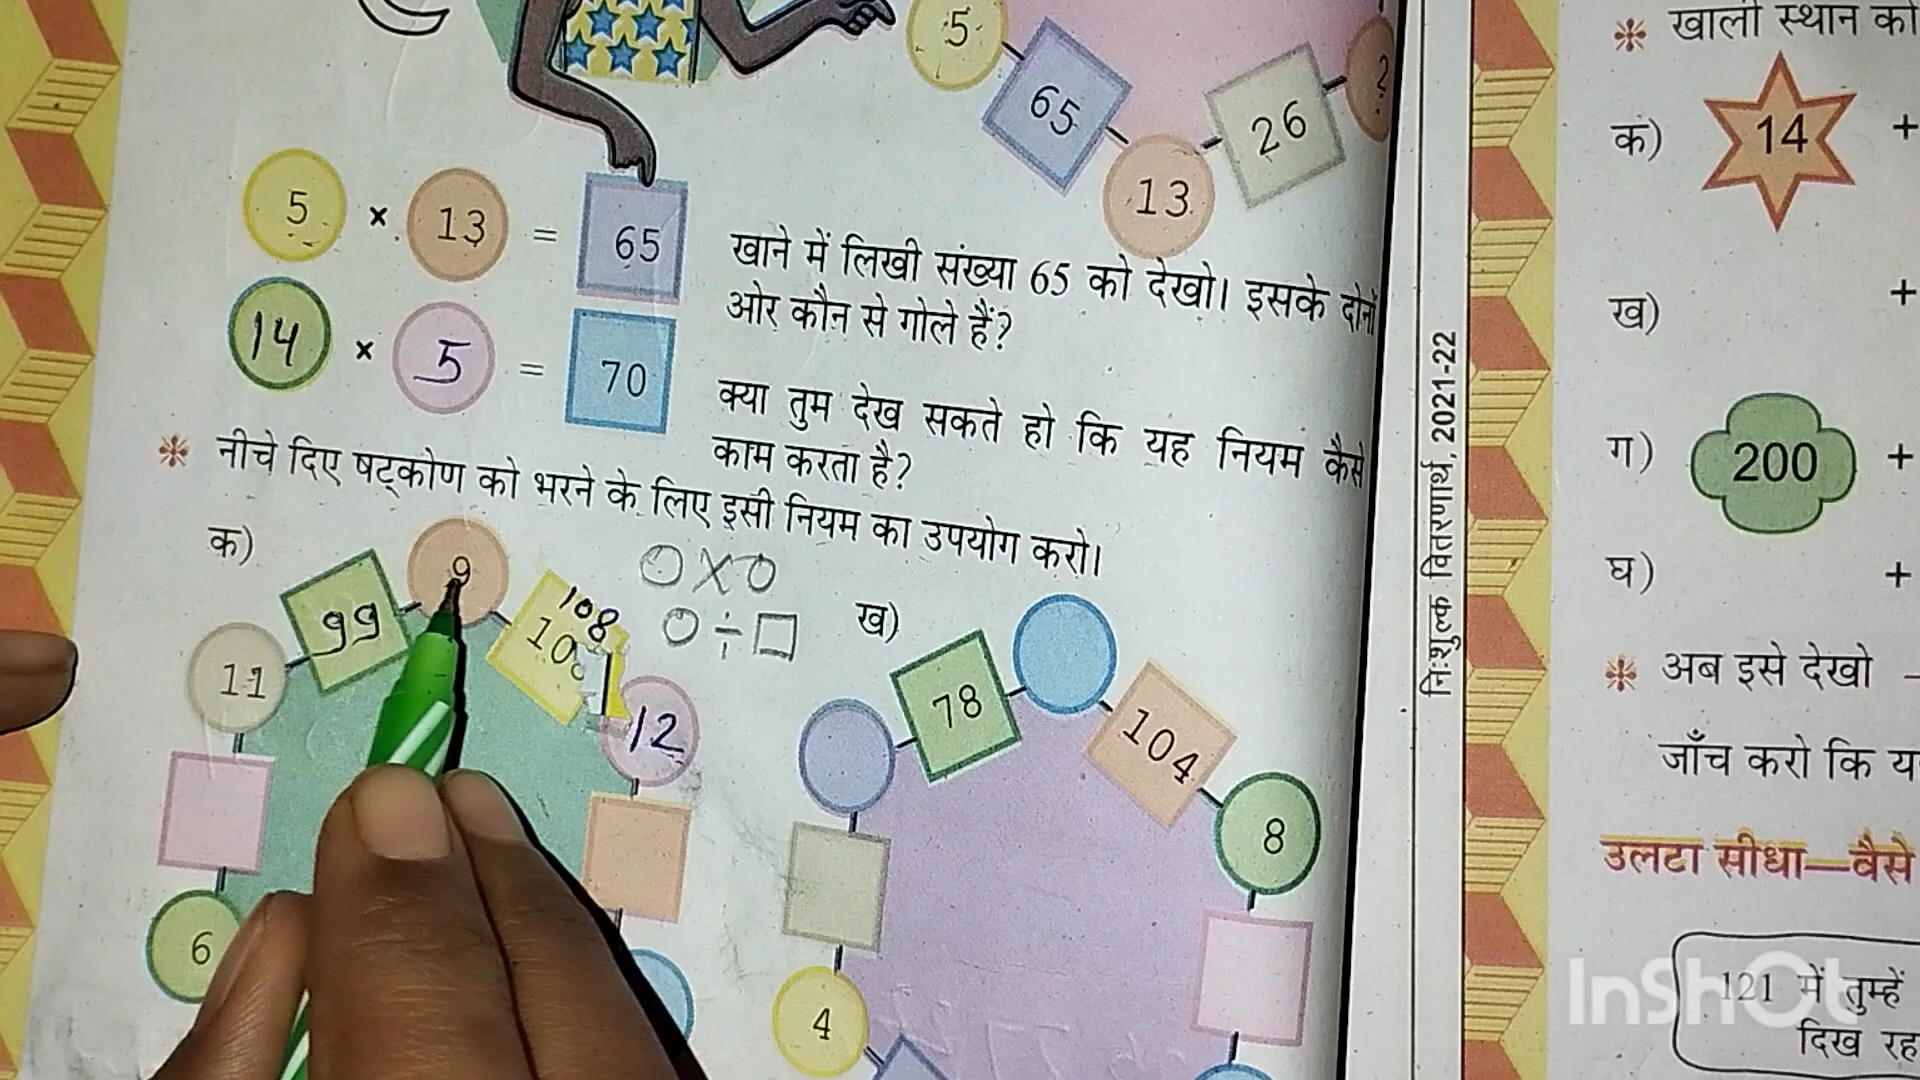 5
65
13
26
?
5 × 13 = 65
14 × 5 = 70
खाने में लिखी संख्या 65 को देखो। इसके दोनों
ओर कौन से गोले हैं?
क्या तुम देख सकते हो कि यह नियम कैसे
काम करता है?
नीचे दिए षट्कोण को भरने के लिए इसी नियम का उपयोग करो।
क)
99
9
108
108
11
12
6
○×○
○÷□
ख)
78
104
8
4
निःशुल्क वितरणार्थ, 2021-22
खाली स्थान को
क) 14 +
ख) +
ग) 200 +
घ) +
अब इसे देखो –
जाँच करो कि
उलटा सीधा—वैसे
121 में तुम्हें
दिख
InShOt